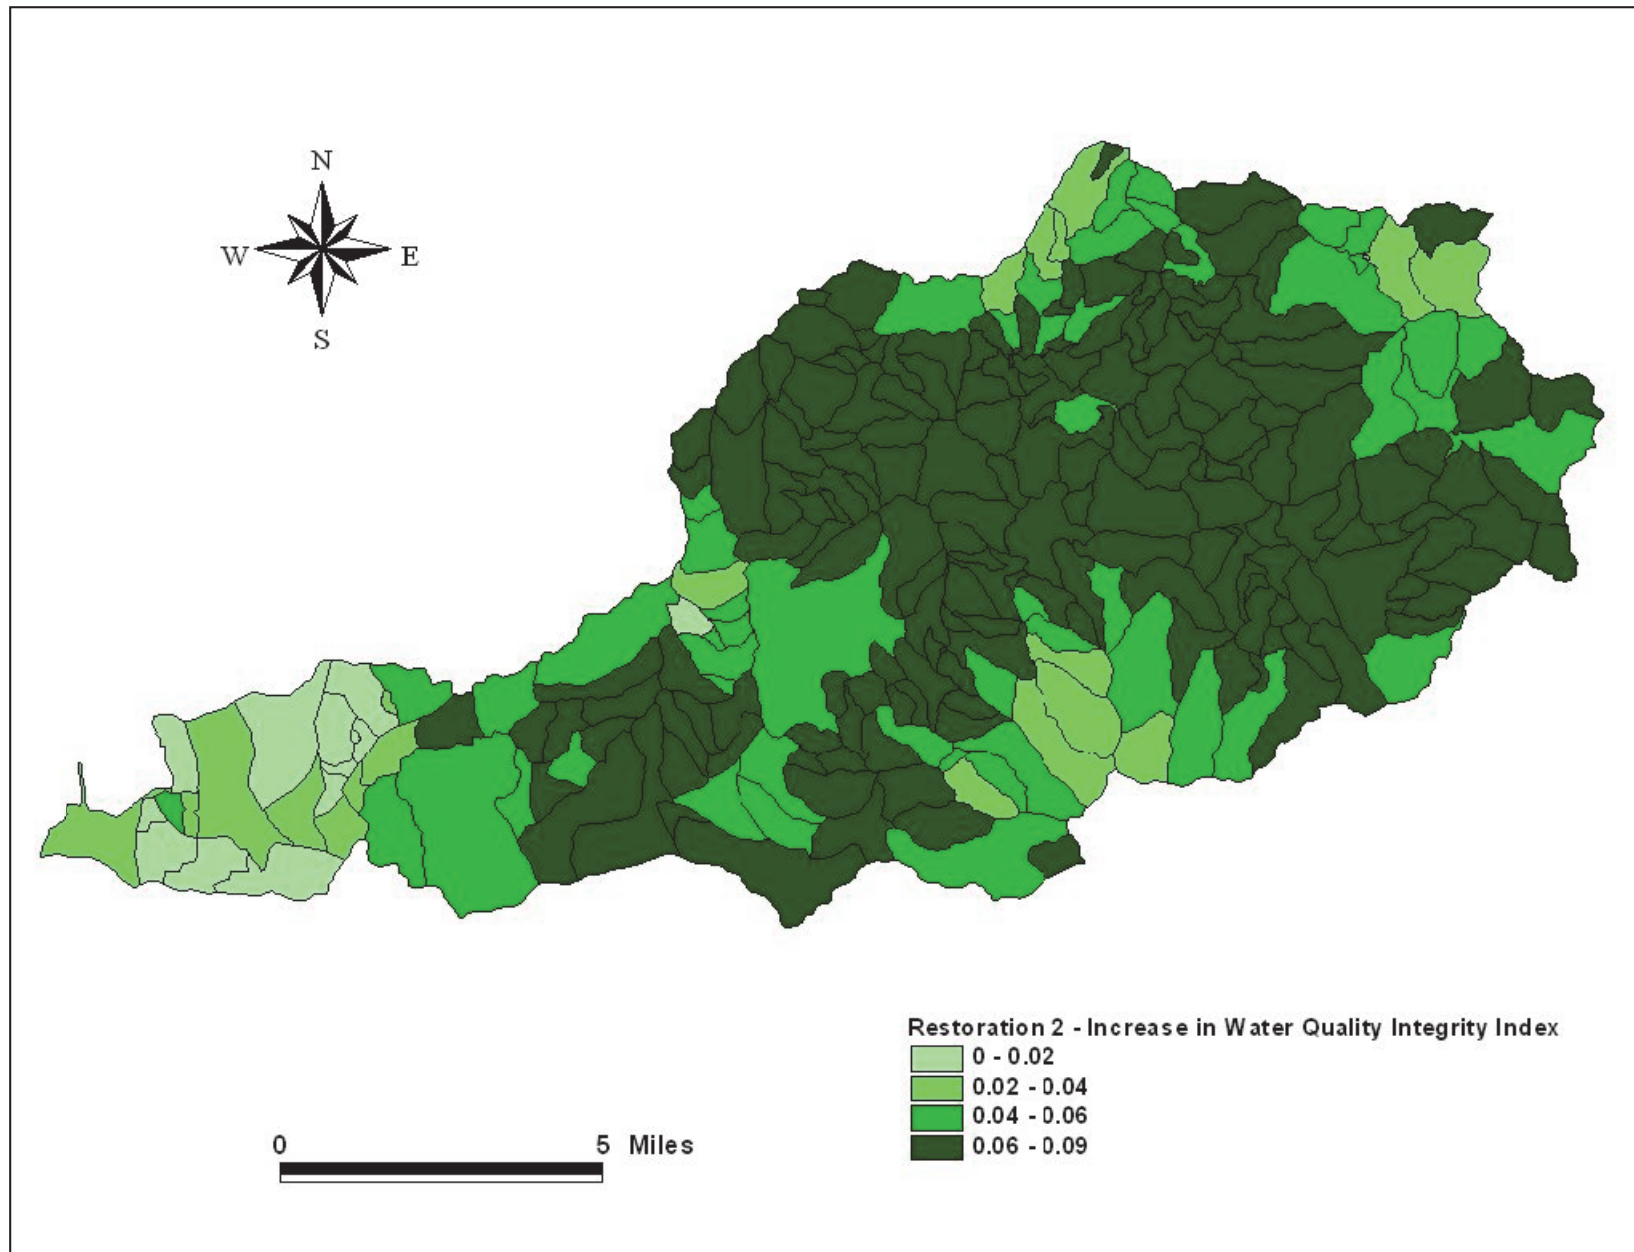 N
W E
S
Restoration 2 - Increase in Water Quality Integrity Index
0 - 0.02
0.02 - 0.04
0.04 - 0.06
0.06 - 0.09
0 5 Miles